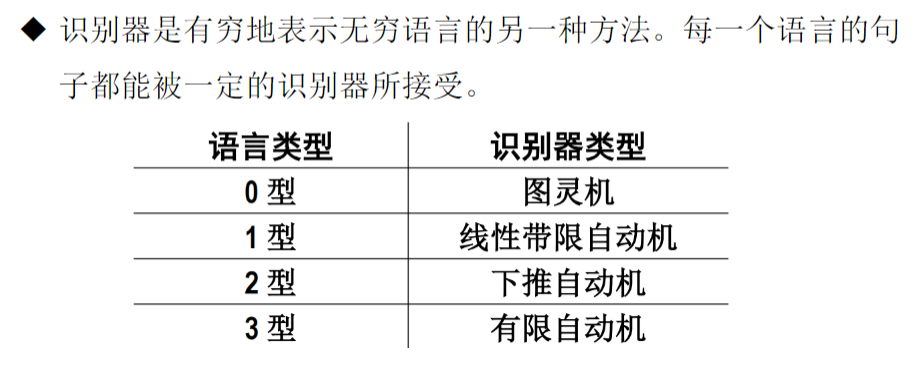 ◆ 识别器是有穷地表示无穷语言的另一种方法。每一个语言的句
子都能被一定的识别器所接受。
语言类型 识别器类型
0 型 图灵机
1 型 线性带限自动机
2 型 下推自动机
3 型 有限自动机